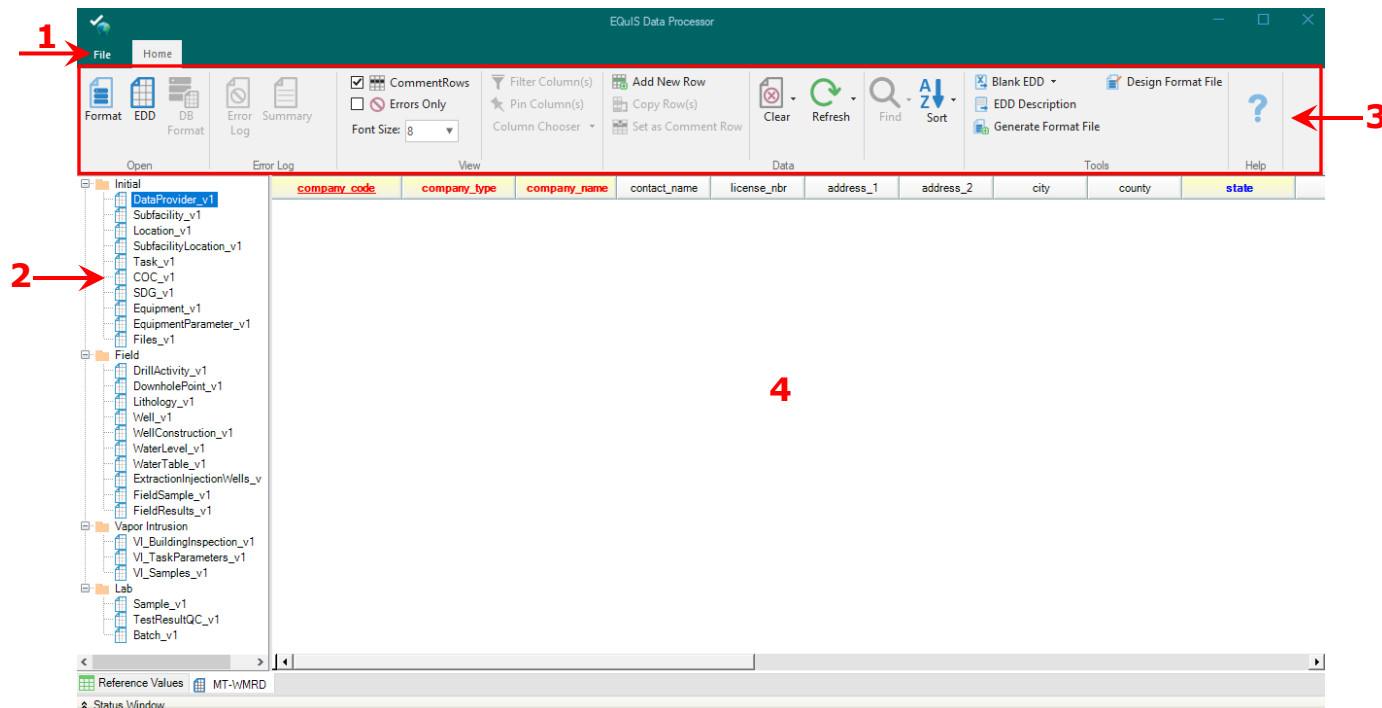 EQuIS Data Processor
1
File Home
Format EDD DB Format
Open
Error Log Summary
Error Log
CommentRows
Errors Only
Font Size: 8
Filter Column(s)
Pin Column(s)
Column Chooser
View
Add New Row
Copy Row(s)
Set as Comment Row
Clear Refresh Find Sort
Data
Blank EDD
EDD Description
Generate Format File
Design Format File
Tools
?
Help
3
Initial
DataProvider_v1
Subfacility_v1
Location_v1
SubfacilityLocation_v1
Task_v1
COC_v1
SDG_v1
Equipment_v1
EquipmentParameter_v1
Files_v1
2
Field
DrillActivity_v1
DownholePoint_v1
Lithology_v1
Well_v1
WellConstruction_v1
WaterLevel_v1
WaterTable_v1
ExtractionInjectionWells_v
FieldSample_v1
FieldResults_v1
Vapor Intrusion
VI_BuildingInspection_v1
VI_TaskParameters_v1
VI_Samples_v1
Lab
Sample_v1
TestResultQC_v1
Batch_v1
company_code company_type company_name contact_name license_nbr address_1 address_2 city county state
4
Reference Values MT-WMRD
Status Window